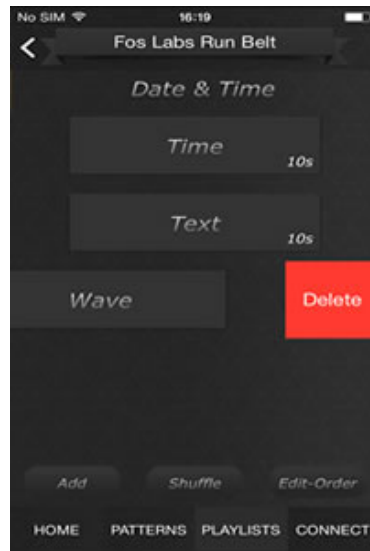 No SIM 16:19
Fos Labs Run Belt
Date & Time
Time
10s
Text
10s
Wave Delete
Add Shuffle Edit-Order
HOME PATTERNS PLAYLISTS CONNECT